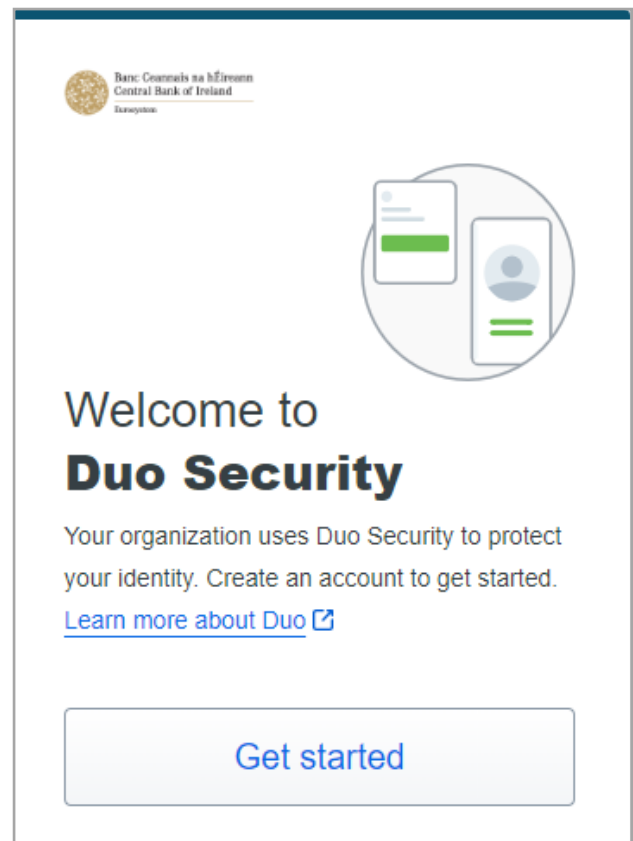 Banc Ceannais na hÉireann
Central Bank of Ireland
Eurosystem
Welcome to
Duo Security
Your organization uses Duo Security to protect
your identity. Create an account to get started.
Learn more about Duo
Get started